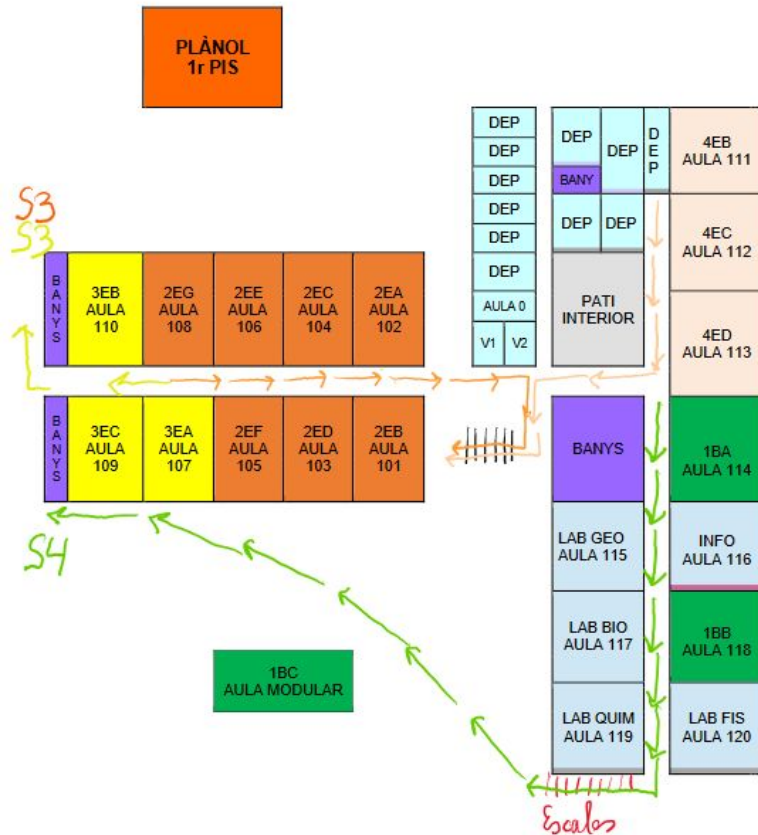 PLÀNOL
1r PIS
DEP
DEP
DEP
DEP
DEP
DEP
AULA 0
V1
V2
DEP
BANY
DEP
DEP
DEP
DEP
PATI
INTERIOR
4EB
AULA 111
4EC
AULA 112
4ED
AULA 113
S3
S3
BANYS
3EB
AULA
110
2EG
AULA
108
2EE
AULA
106
2EC
AULA
104
2EA
AULA
102
BANYS
3EC
AULA
109
3EA
AULA
107
2EF
AULA
105
2ED
AULA
103
2EB
AULA
101
BANYS
1BA
AULA 114
S4
LAB GEO
AULA 115
INFO
AULA 116
LAB BIO
AULA 117
1BB
AULA 118
1BC
AULA MODULAR
LAB QUIM
AULA 119
LAB FIS
AULA 120
Escales